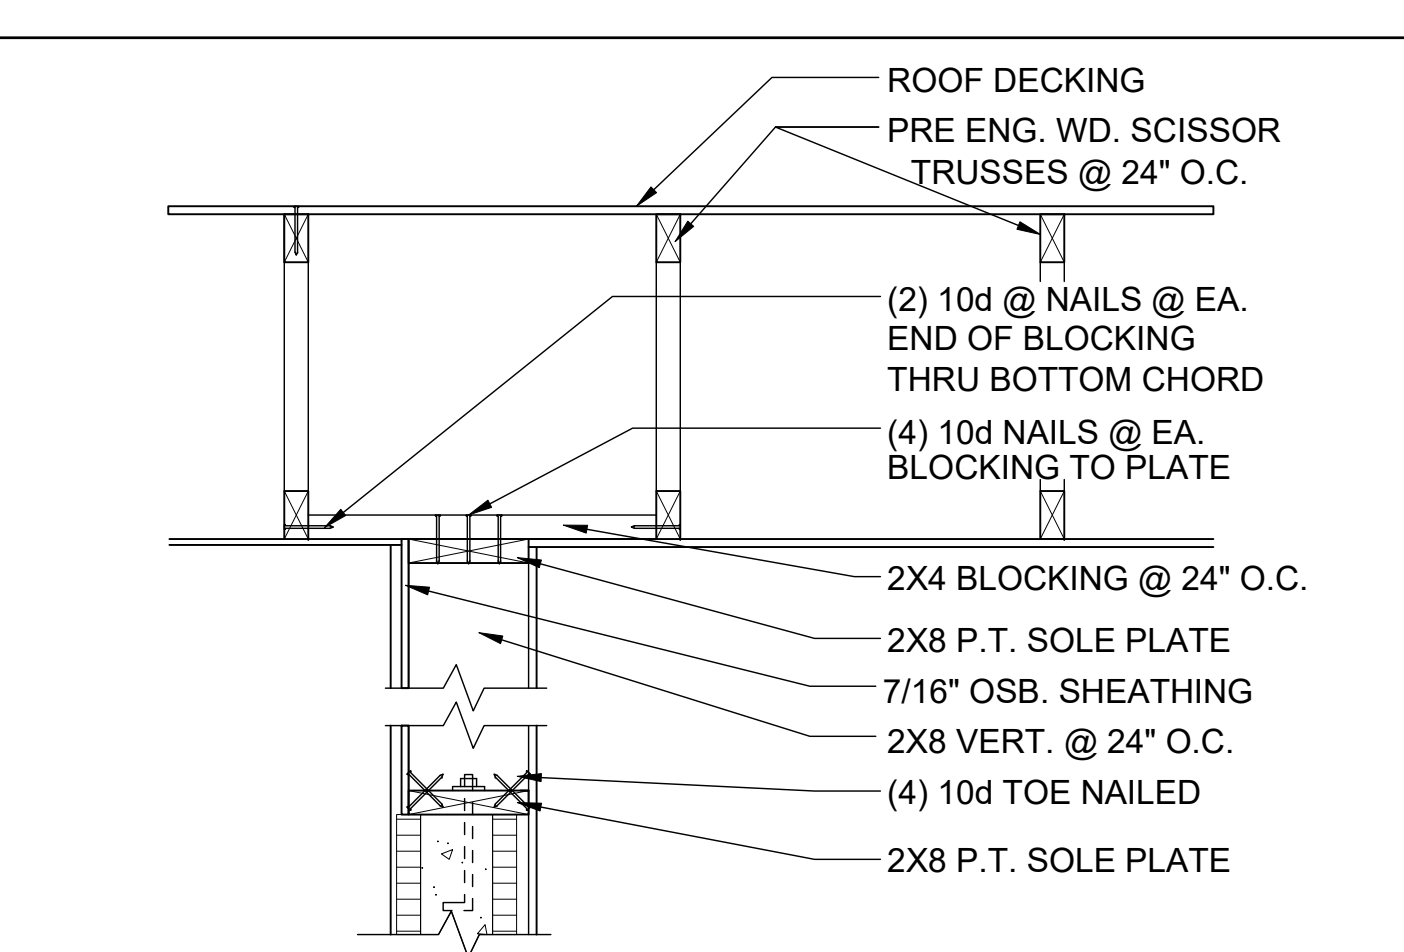 ROOF DECKING
PRE ENG. WD. SCISSOR
TRUSSES @ 24" O.C.
(2) 10d @ NAILS @ EA.
END OF BLOCKING
THRU BOTTOM CHORD
(4) 10d NAILS @ EA.
BLOCKING TO PLATE
2X4 BLOCKING @ 24" O.C.
2X8 P.T. SOLE PLATE
7/16" OSB. SHEATHING
2X8 VERT. @ 24" O.C.
(4) 10d TOE NAILED
2X8 P.T. SOLE PLATE